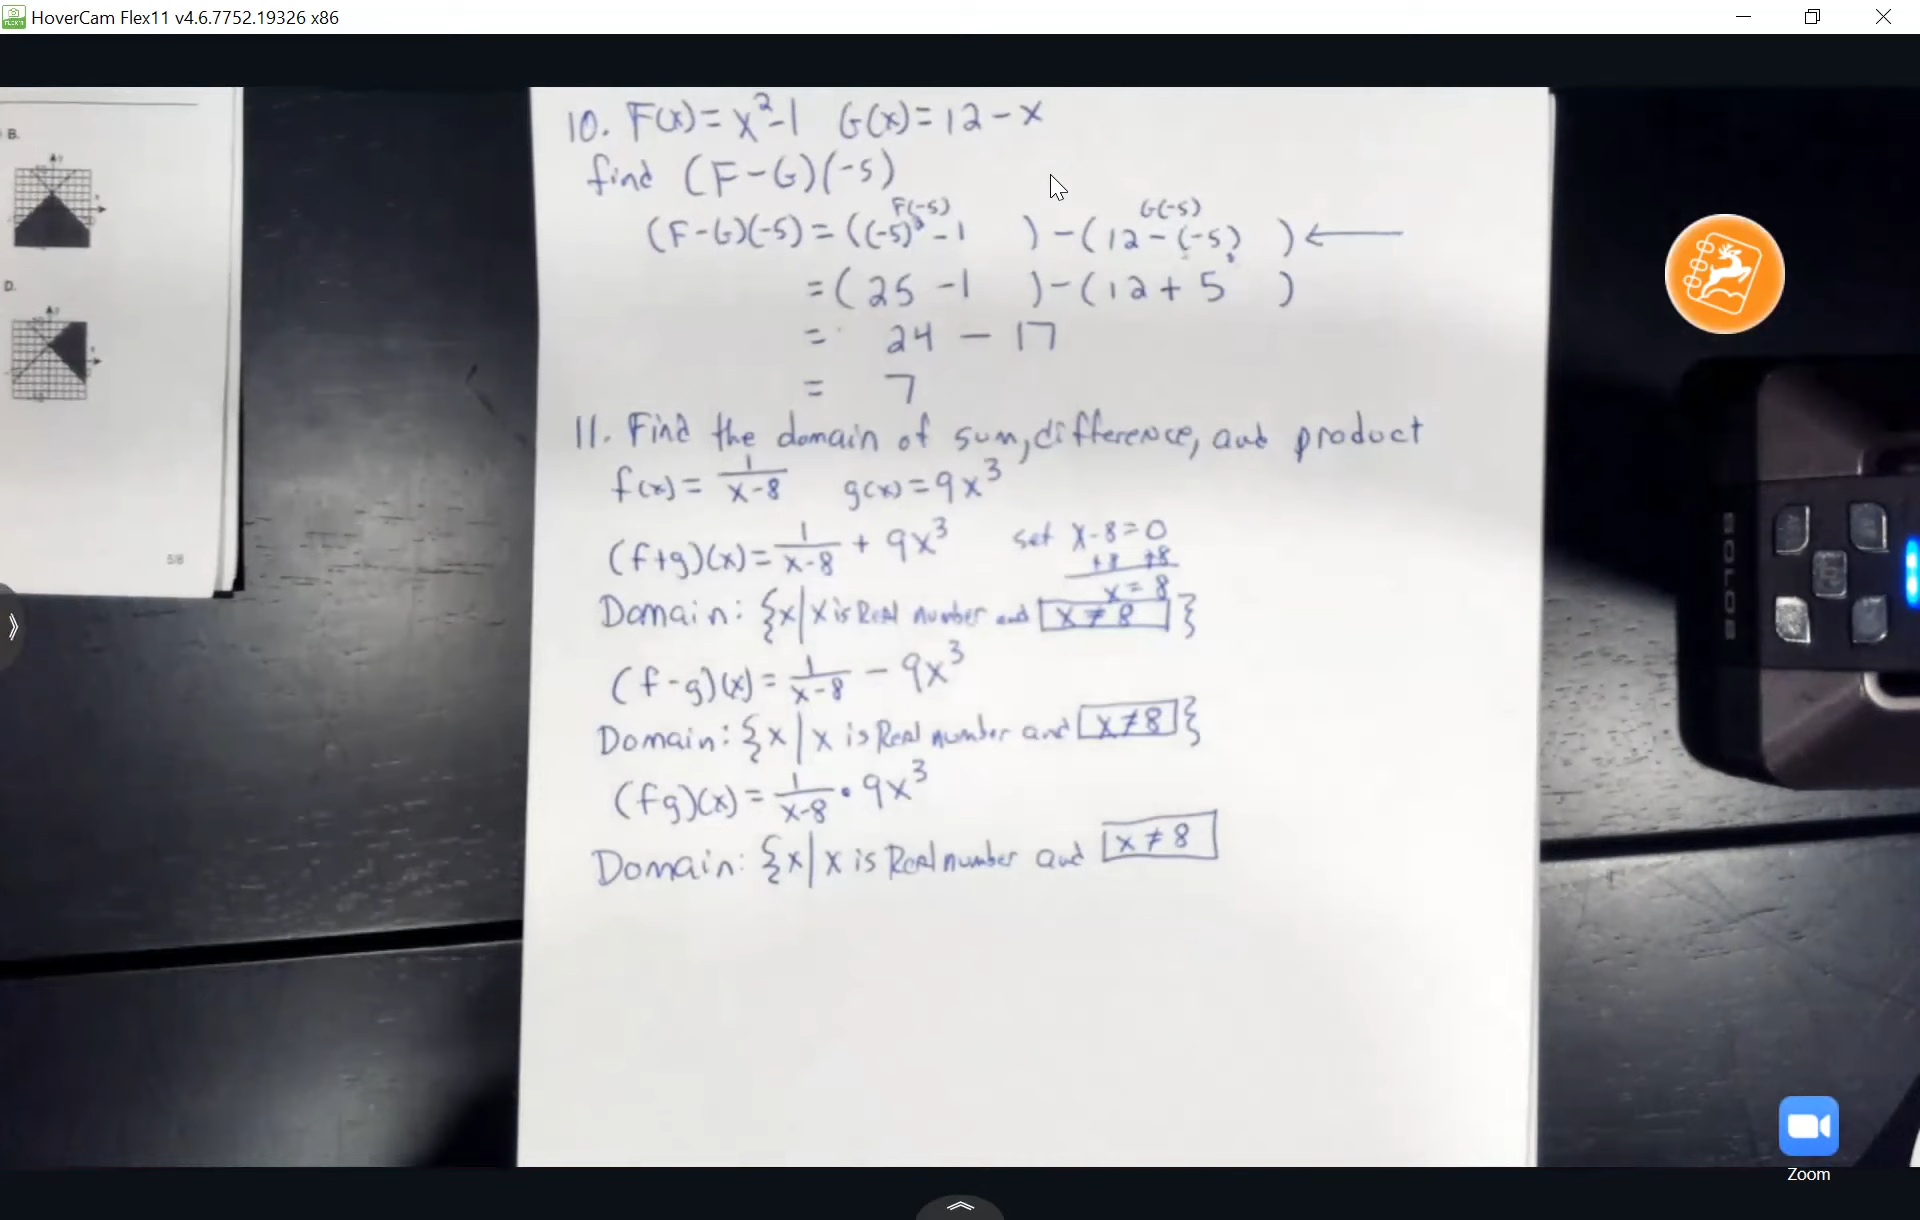 HoverCam Flex11 v4.6.7752.19326 x86
B.
D.
5/8
10. F(x) = x²-1 G(x) = 12 - x
find (F-G)(-5)
F(-5) G(-5)
(F-G)(-5) = ((-5)² - 1 ) - (12 - (-5) ) ←
= (25 - 1 ) - (12 + 5 )
= 24 - 17
= 7
11. Find the domain of sum, difference, and product
f(x) = 1/(x-8) g(x) = 9x³
(f+g)(x) = 1/(x-8) + 9x³ set x-8=0
+8 +8
x = 8
Domain: {x|x is Real number and x ≠ 8 }
(f-g)(x) = 1/(x-8) - 9x³
Domain: {x|x is Real number and x ≠ 8 }
(fg)(x) = 1/(x-8) • 9x³
Domain: {x|x is Real number and x ≠ 8
SOLO8
Zoom